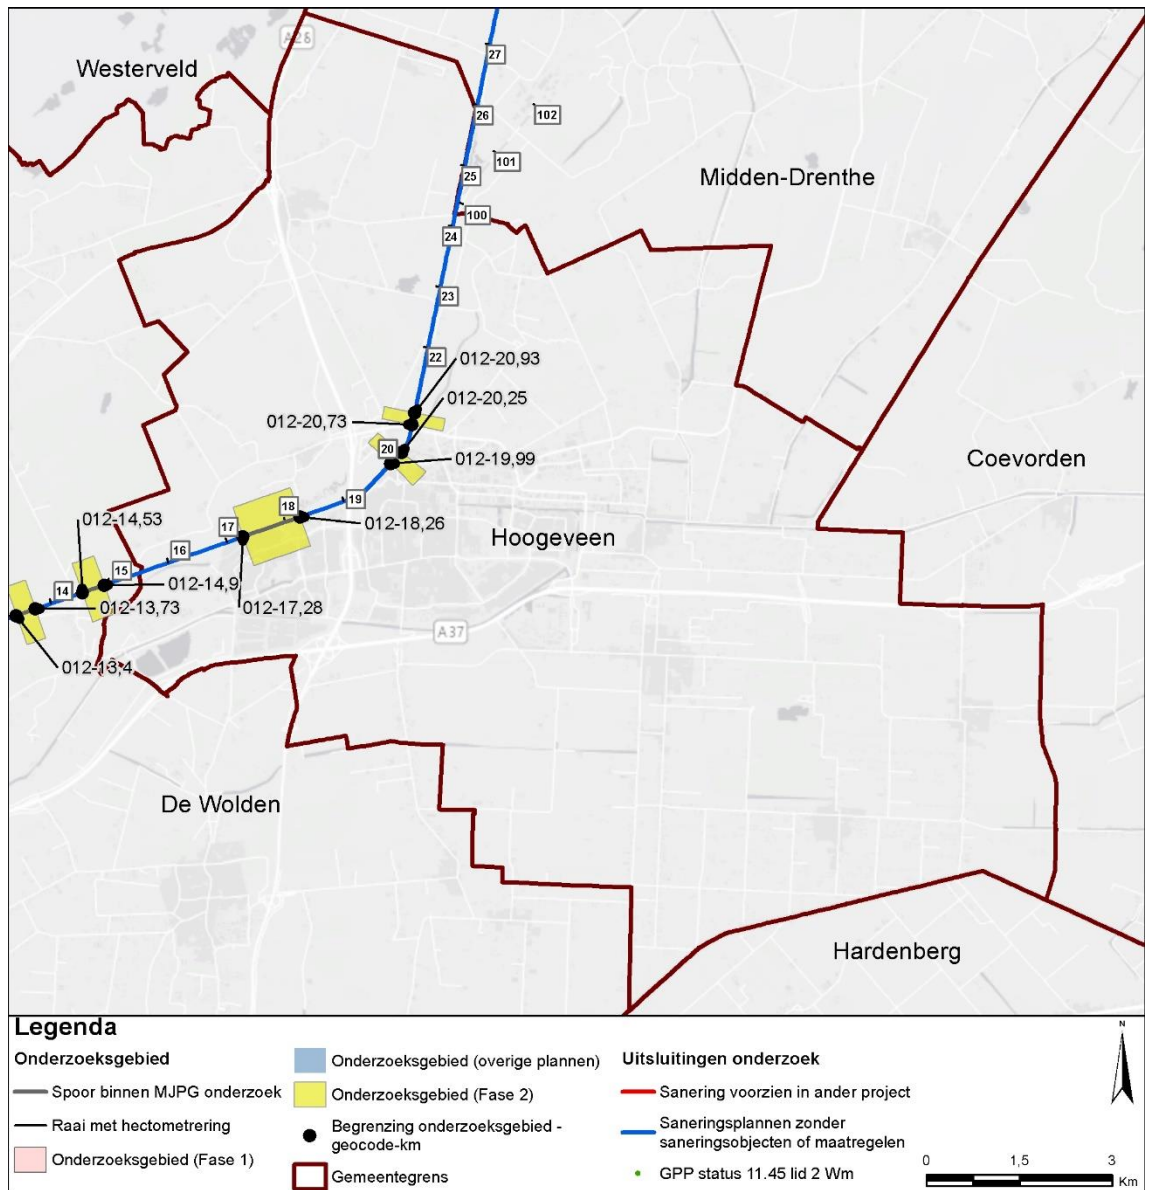 A28
Westerveld
27
26
102
101
25
Midden-Drenthe
100
24
23
22
012-20,93
012-20,25
012-20,73
20
012-19,99
Coevorden
19
18
012-14,53
012-18,26
17
Hoogeveen
16
15
14
012-14,9
012-13,73
012-17,28
A37
012-13,4
De Wolden
Hardenberg
Legenda
Onderzoeksgebied
Spoor binnen MJPG onderzoek
Raai met hectometrering
Onderzoeksgebied (Fase 1)
Onderzoeksgebied (overige plannen)
Onderzoeksgebied (Fase 2)
Begrenzing onderzoeksgebied -
geocode-km
Gemeentegrens
Uitsluitingen onderzoek
Sanering voorzien in ander project
Saneringsplannen zonder
saneringsobjecten of maatregelen
GPP status 11.45 lid 2 Wm
N
0 1,5 3
Km